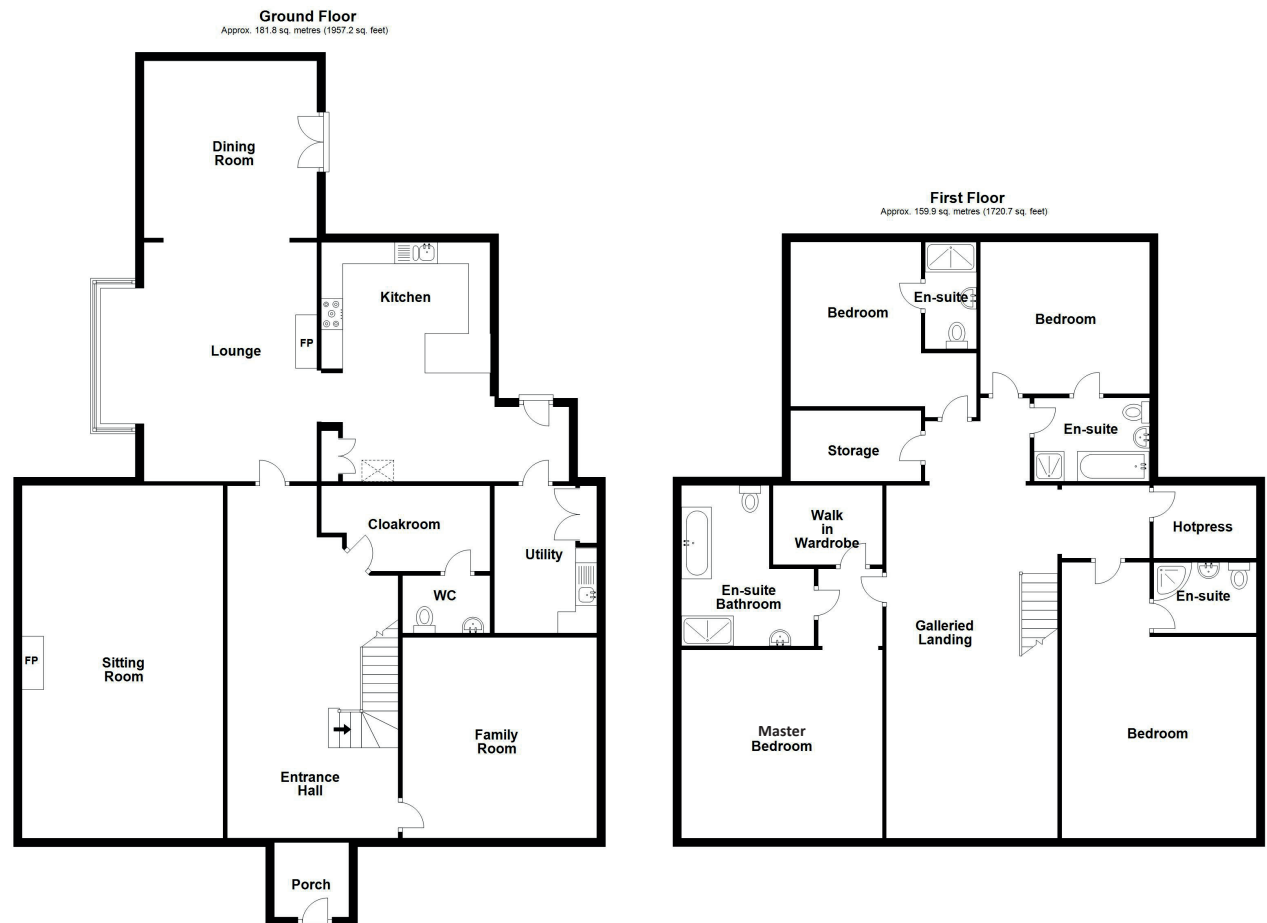 Ground Floor
Approx. 181.8 sq. metres (1957.2 sq. feet)
Dining
Room
Kitchen
Lounge
FP
Cloakroom
Utility
WC
FP
Sitting
Room
Family
Room
Entrance
Hall
Porch
First Floor
Approx. 159.9 sq. metres (1720.7 sq. feet)
Bedroom
En-suite
Bedroom
Storage
En-suite
Walk
in
Wardrobe
Hotpress
En-suite
Bathroom
En-suite
Galleried
Landing
Master
Bedroom
Bedroom